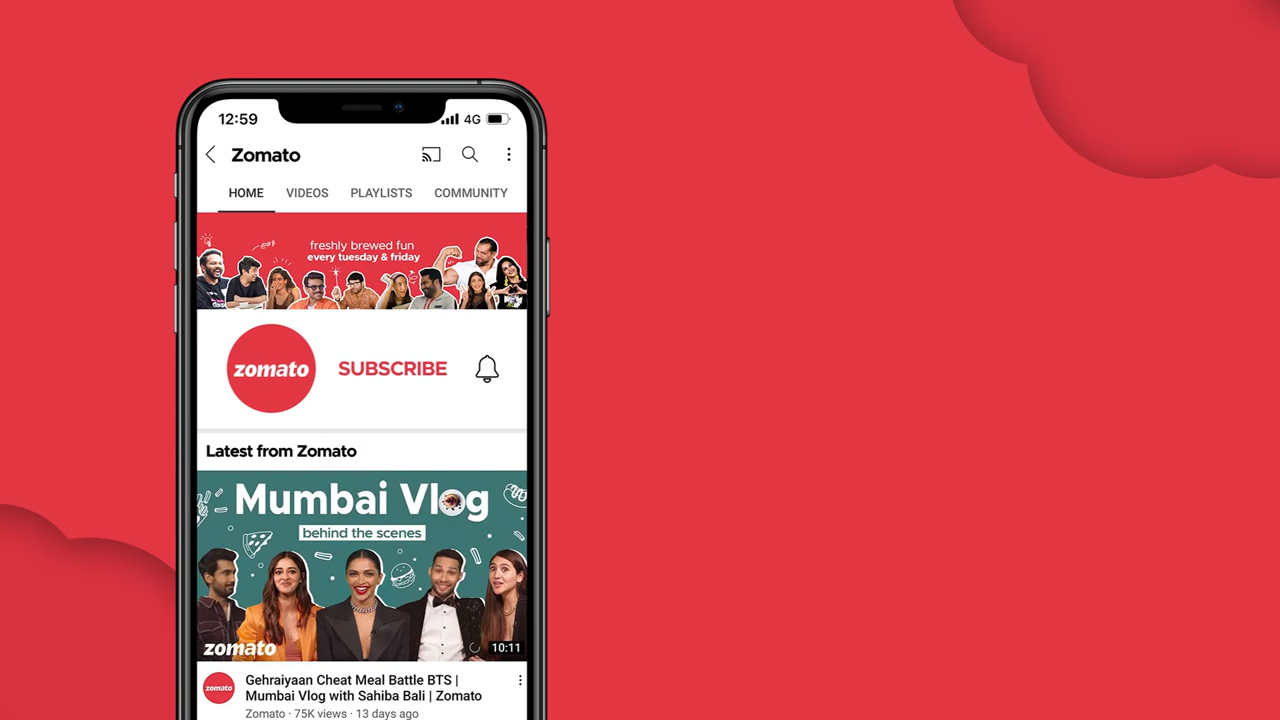 12:59
4G
Zomato
HOME VIDEOS PLAYLISTS COMMUNITY
freshly brewed fun
every tuesday & friday
zomato
SUBSCRIBE
Latest from Zomato
Mumbai Vlog
behind the scenes
zomato
10:11
zomato
Gehraiyaan Cheat Meal Battle BTS |
Mumbai Vlog with Sahiba Bali | Zomato
Zomato · 75K views · 13 days ago